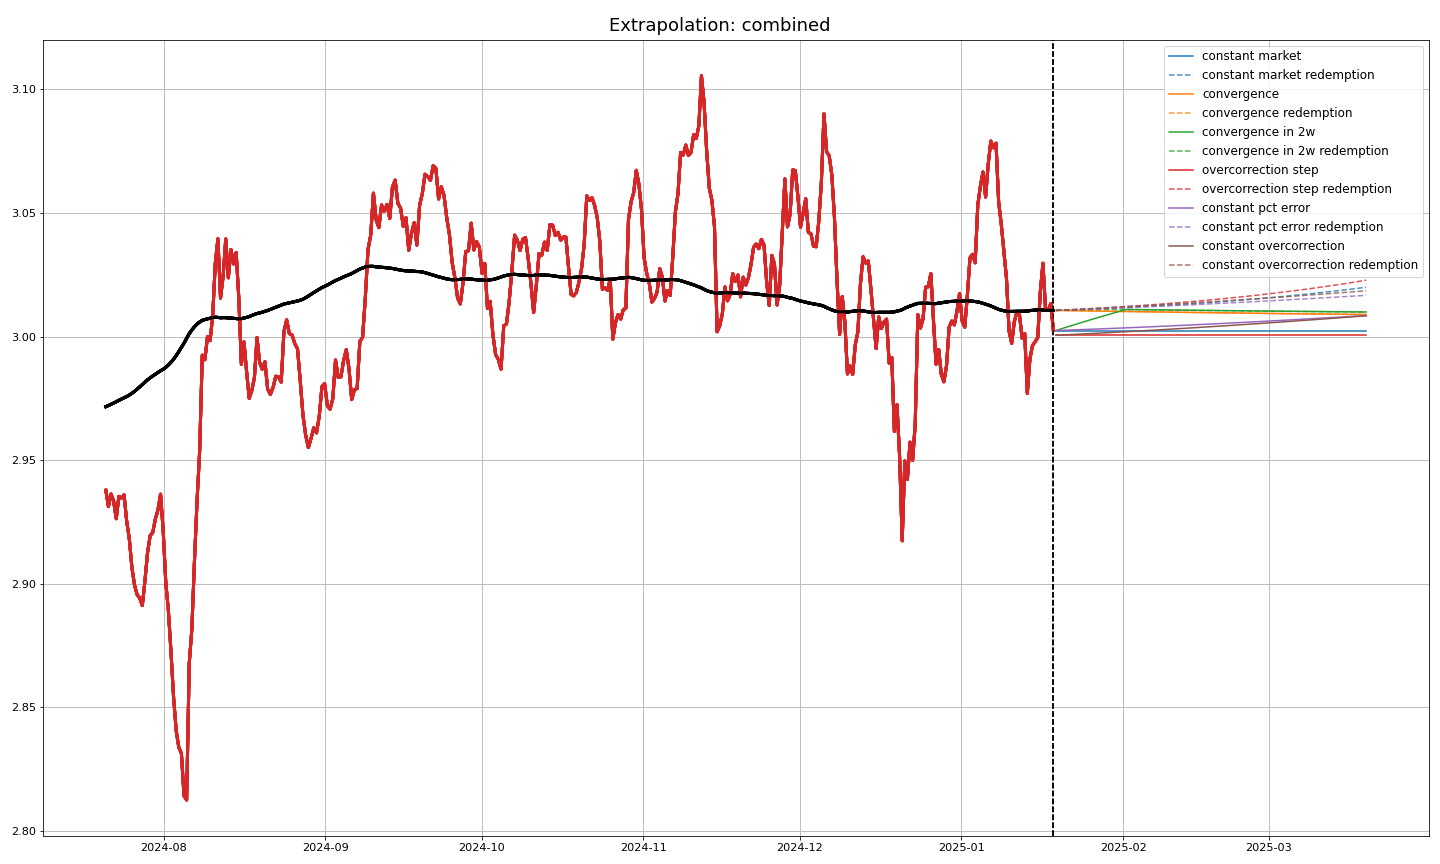 Extrapolation: combined
3.10
3.05
3.00
2.95
2.90
2.85
2.80
constant market
constant market redemption
convergence
convergence redemption
convergence in 2w
convergence in 2w redemption
overcorrection step
overcorrection step redemption
constant pct error
constant pct error redemption
constant overcorrection
constant overcorrection redemption
2024-08 2024-09 2024-10 2024-11 2024-12 2025-01 2025-02 2025-03